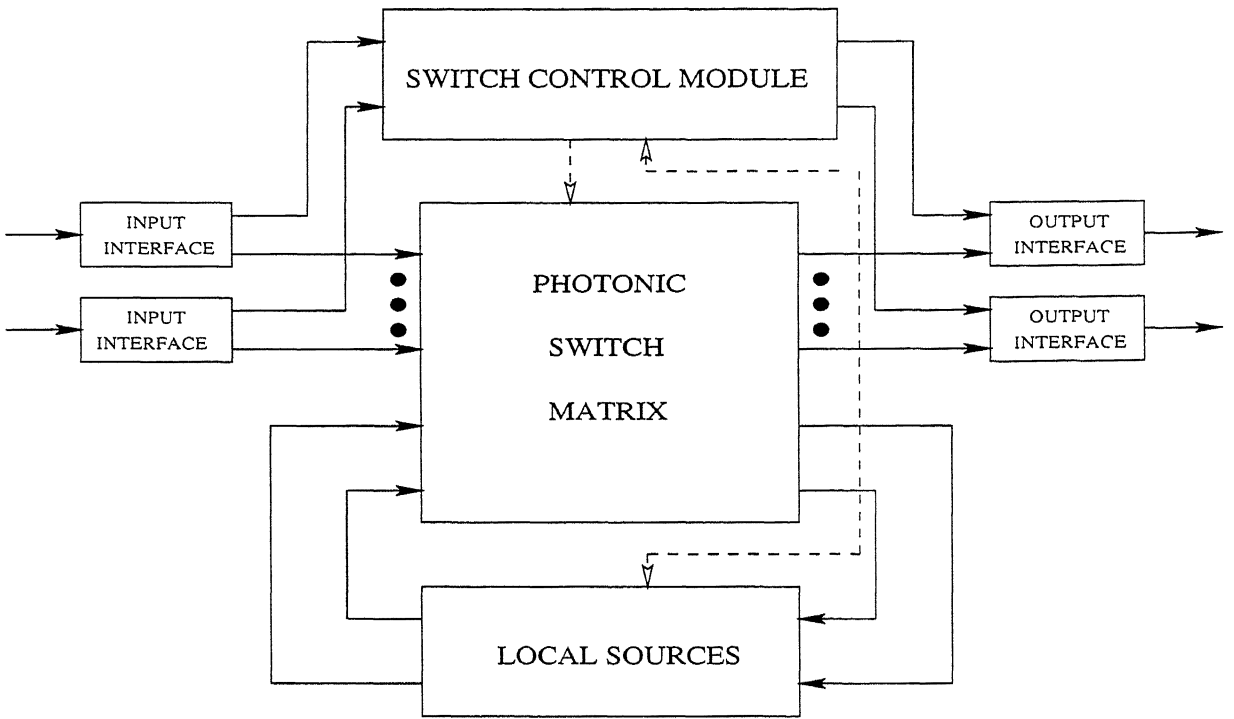 SWITCH CONTROL MODULE
INPUT
INTERFACE
INPUT
INTERFACE
PHOTONIC
SWITCH
MATRIX
OUTPUT
INTERFACE
OUTPUT
INTERFACE
LOCAL SOURCES